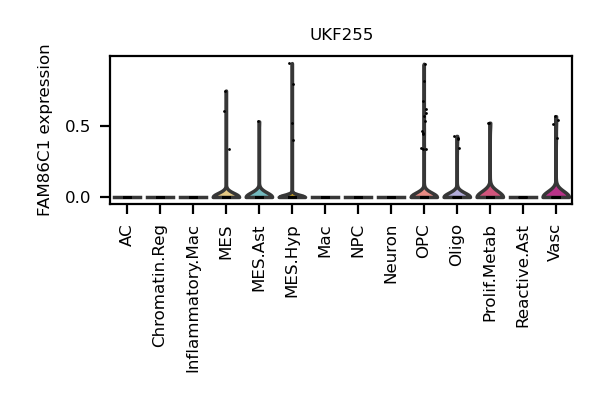 UKF255
FAM86C1 expression
0.5
0.0
AC
Chromatin.Reg
Inflammatory.Mac
MES
MES.Ast
MES.Hyp
Mac
NPC
Neuron
OPC
Oligo
Prolif.Metab
Reactive.Ast
Vasc